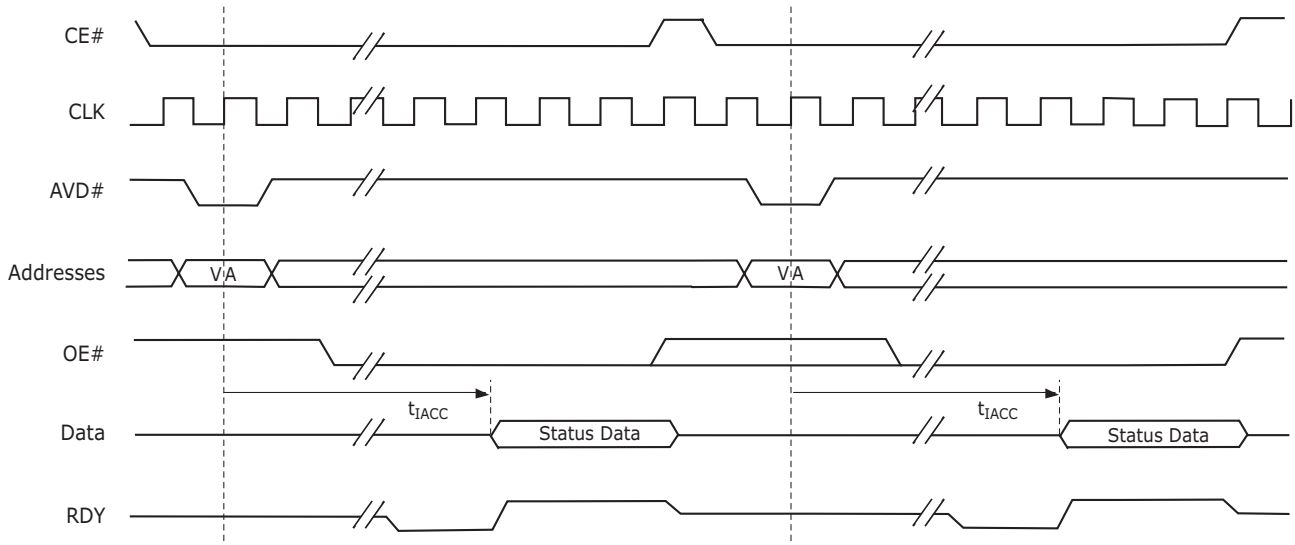 CE#
CLK
AVD#
Addresses
VA
VA
OE#
tIACC
tIACC
Data
Status Data
Status Data
RDY